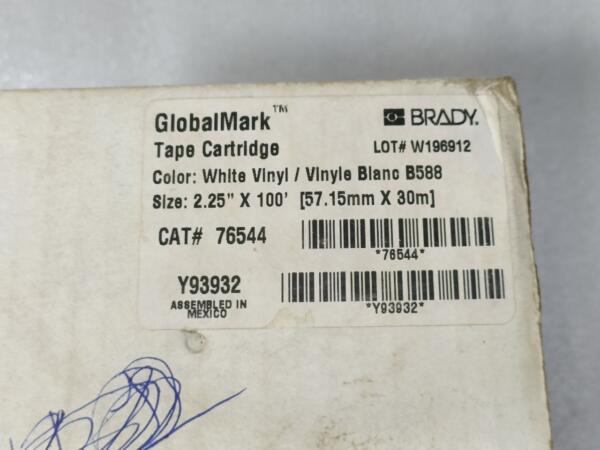 GlobalMark™
BRADY.
Tape Cartridge
LOT# W196912
Color: White Vinyl / Vinyle Blanc B588
Size: 2.25" X 100' [57.15mm X 30m]
CAT# 76544
*76544*
Y93932
ASSEMBLED IN
MEXICO
*Y93932*